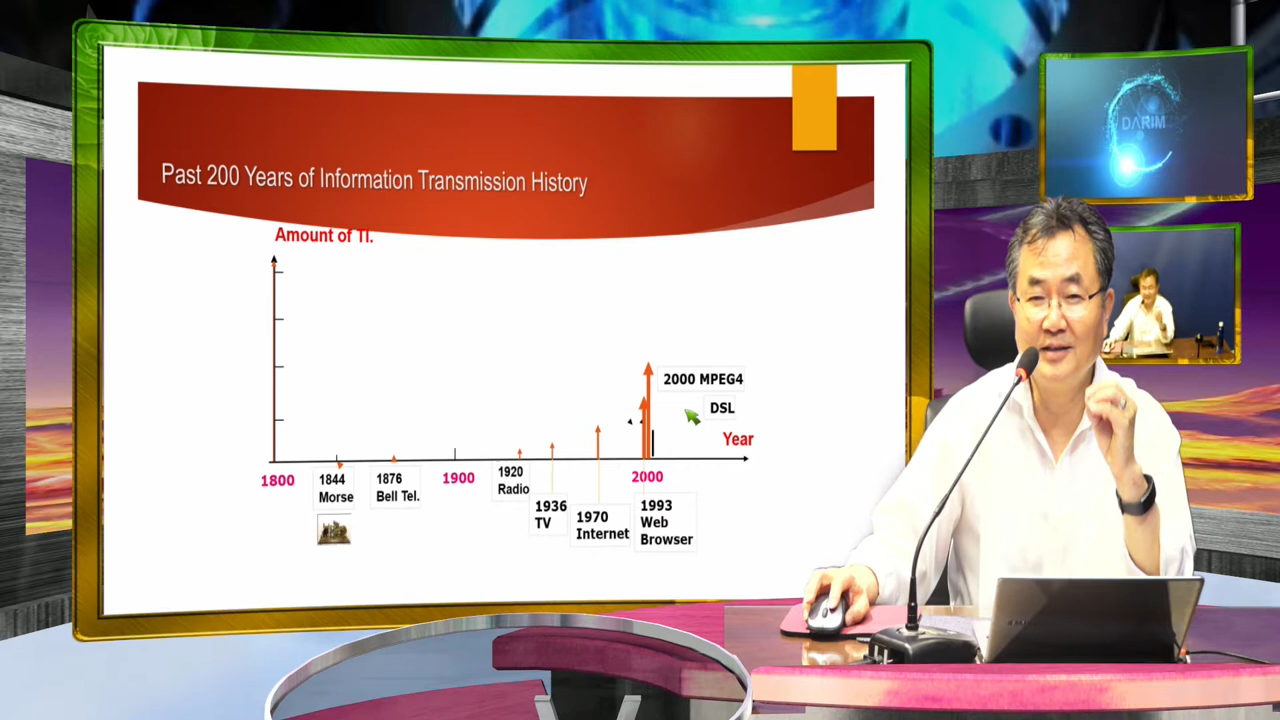 Past 200 Years of Information Transmission History
DARIM
Amount of TI.
2000 MPEG4
DSL
Year
1800
1844
Morse
1876
Bell Tel.
1900
1920
Radio
1936
TV
1970
Internet
2000
1993
Web
Browser